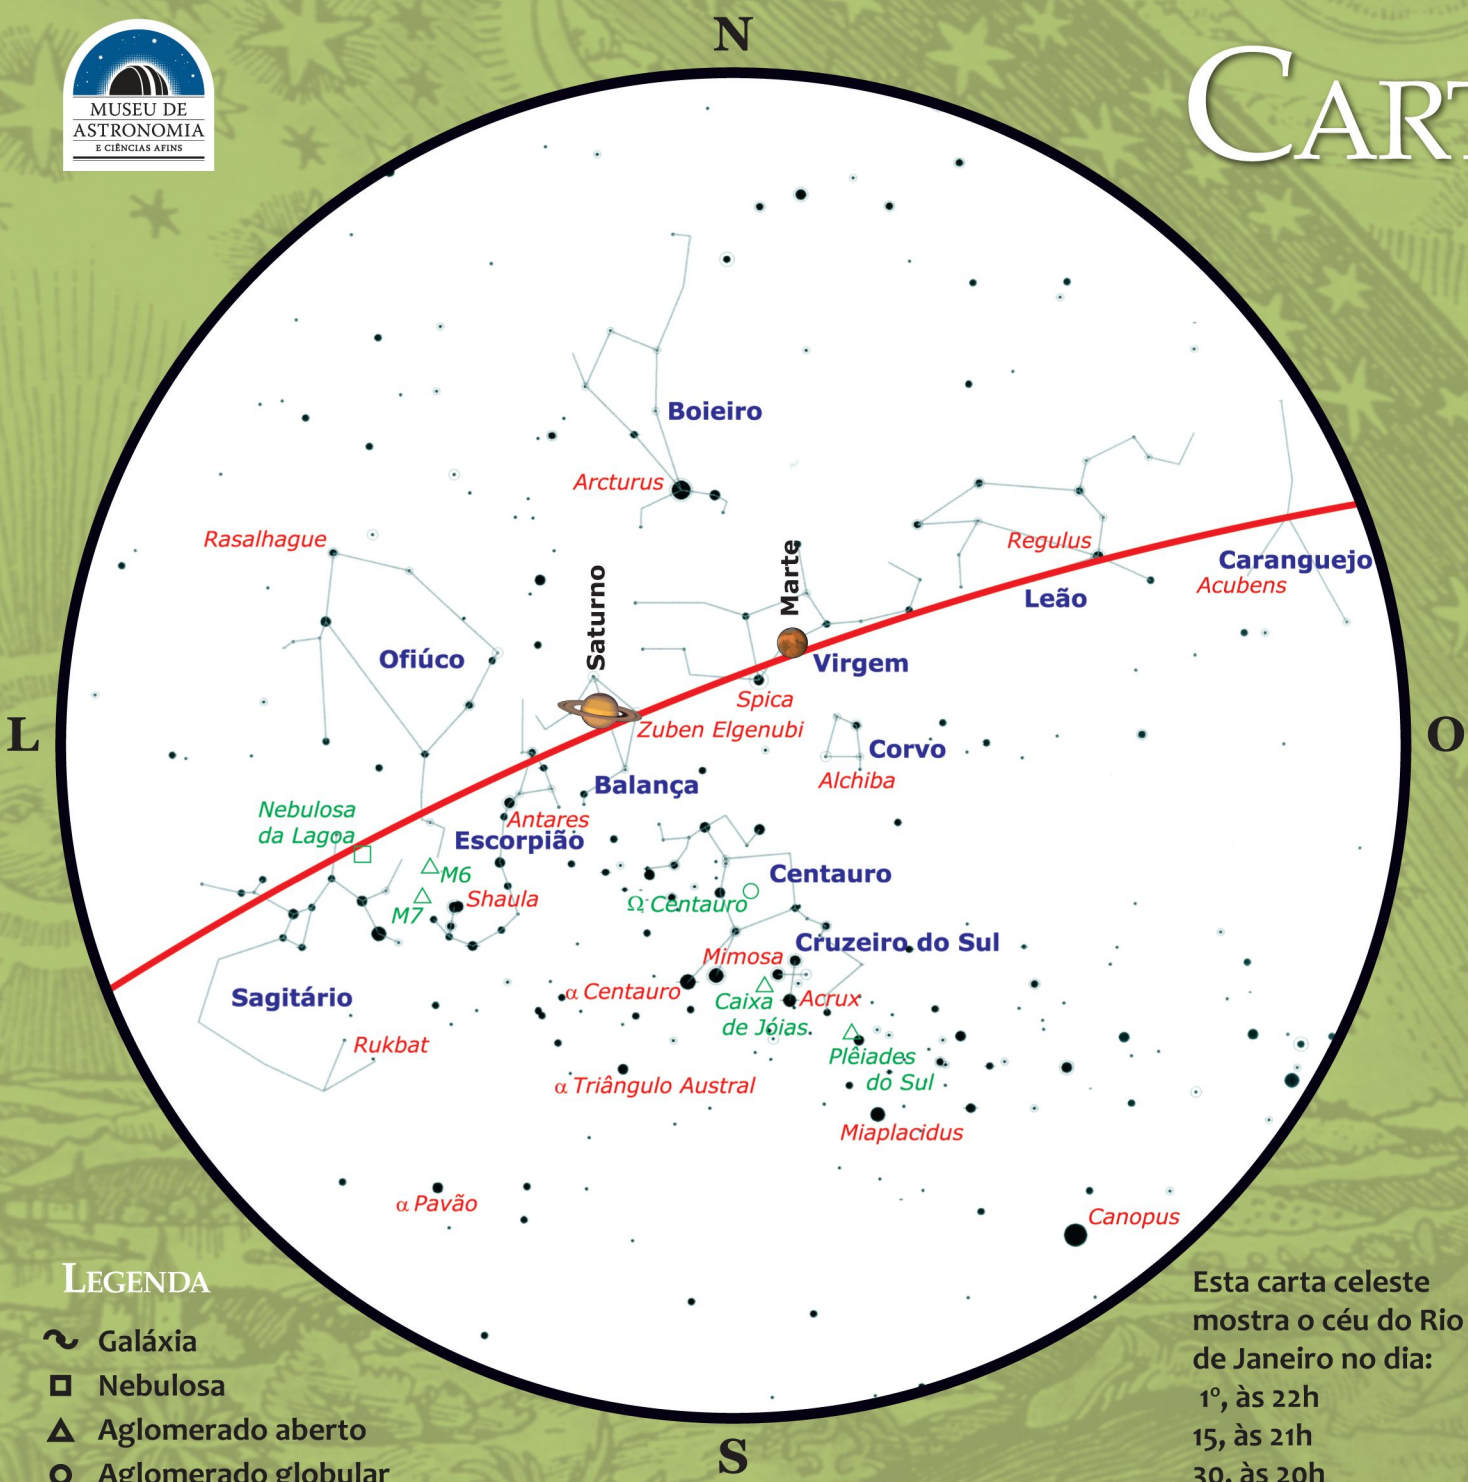 N
MUSEU DE
ASTRONOMIA
E CIÊNCIAS AFINS
Boieiro
Arcturus
Rasalhague
Regulus
Caranguejo
Acubens
Leão
Marte
Saturno
Ofiúco
Virgem
Spica
Zuben Elgenubi
L
O
Corvo
Alchiba
Balança
Nebulosa
da Lagoa
Antares
Escorpião
M6
Centauro
M7
Shaula
Ω Centauro
Cruzeiro do Sul
Mimosa
α Centauro
Caixa
de Jóias
Acrux
Sagitário
Rukbat
Plêiades
do Sul
α Triângulo Austral
Miaplacidus
α Pavão
Canopus
LEGENDA
Galáxia
Nebulosa
Aglomerado aberto
Aglomerado globular
S
Esta carta celeste
mostra o céu do Rio
de Janeiro no dia:
1º, às 22h
15, às 21h
30, às 20h